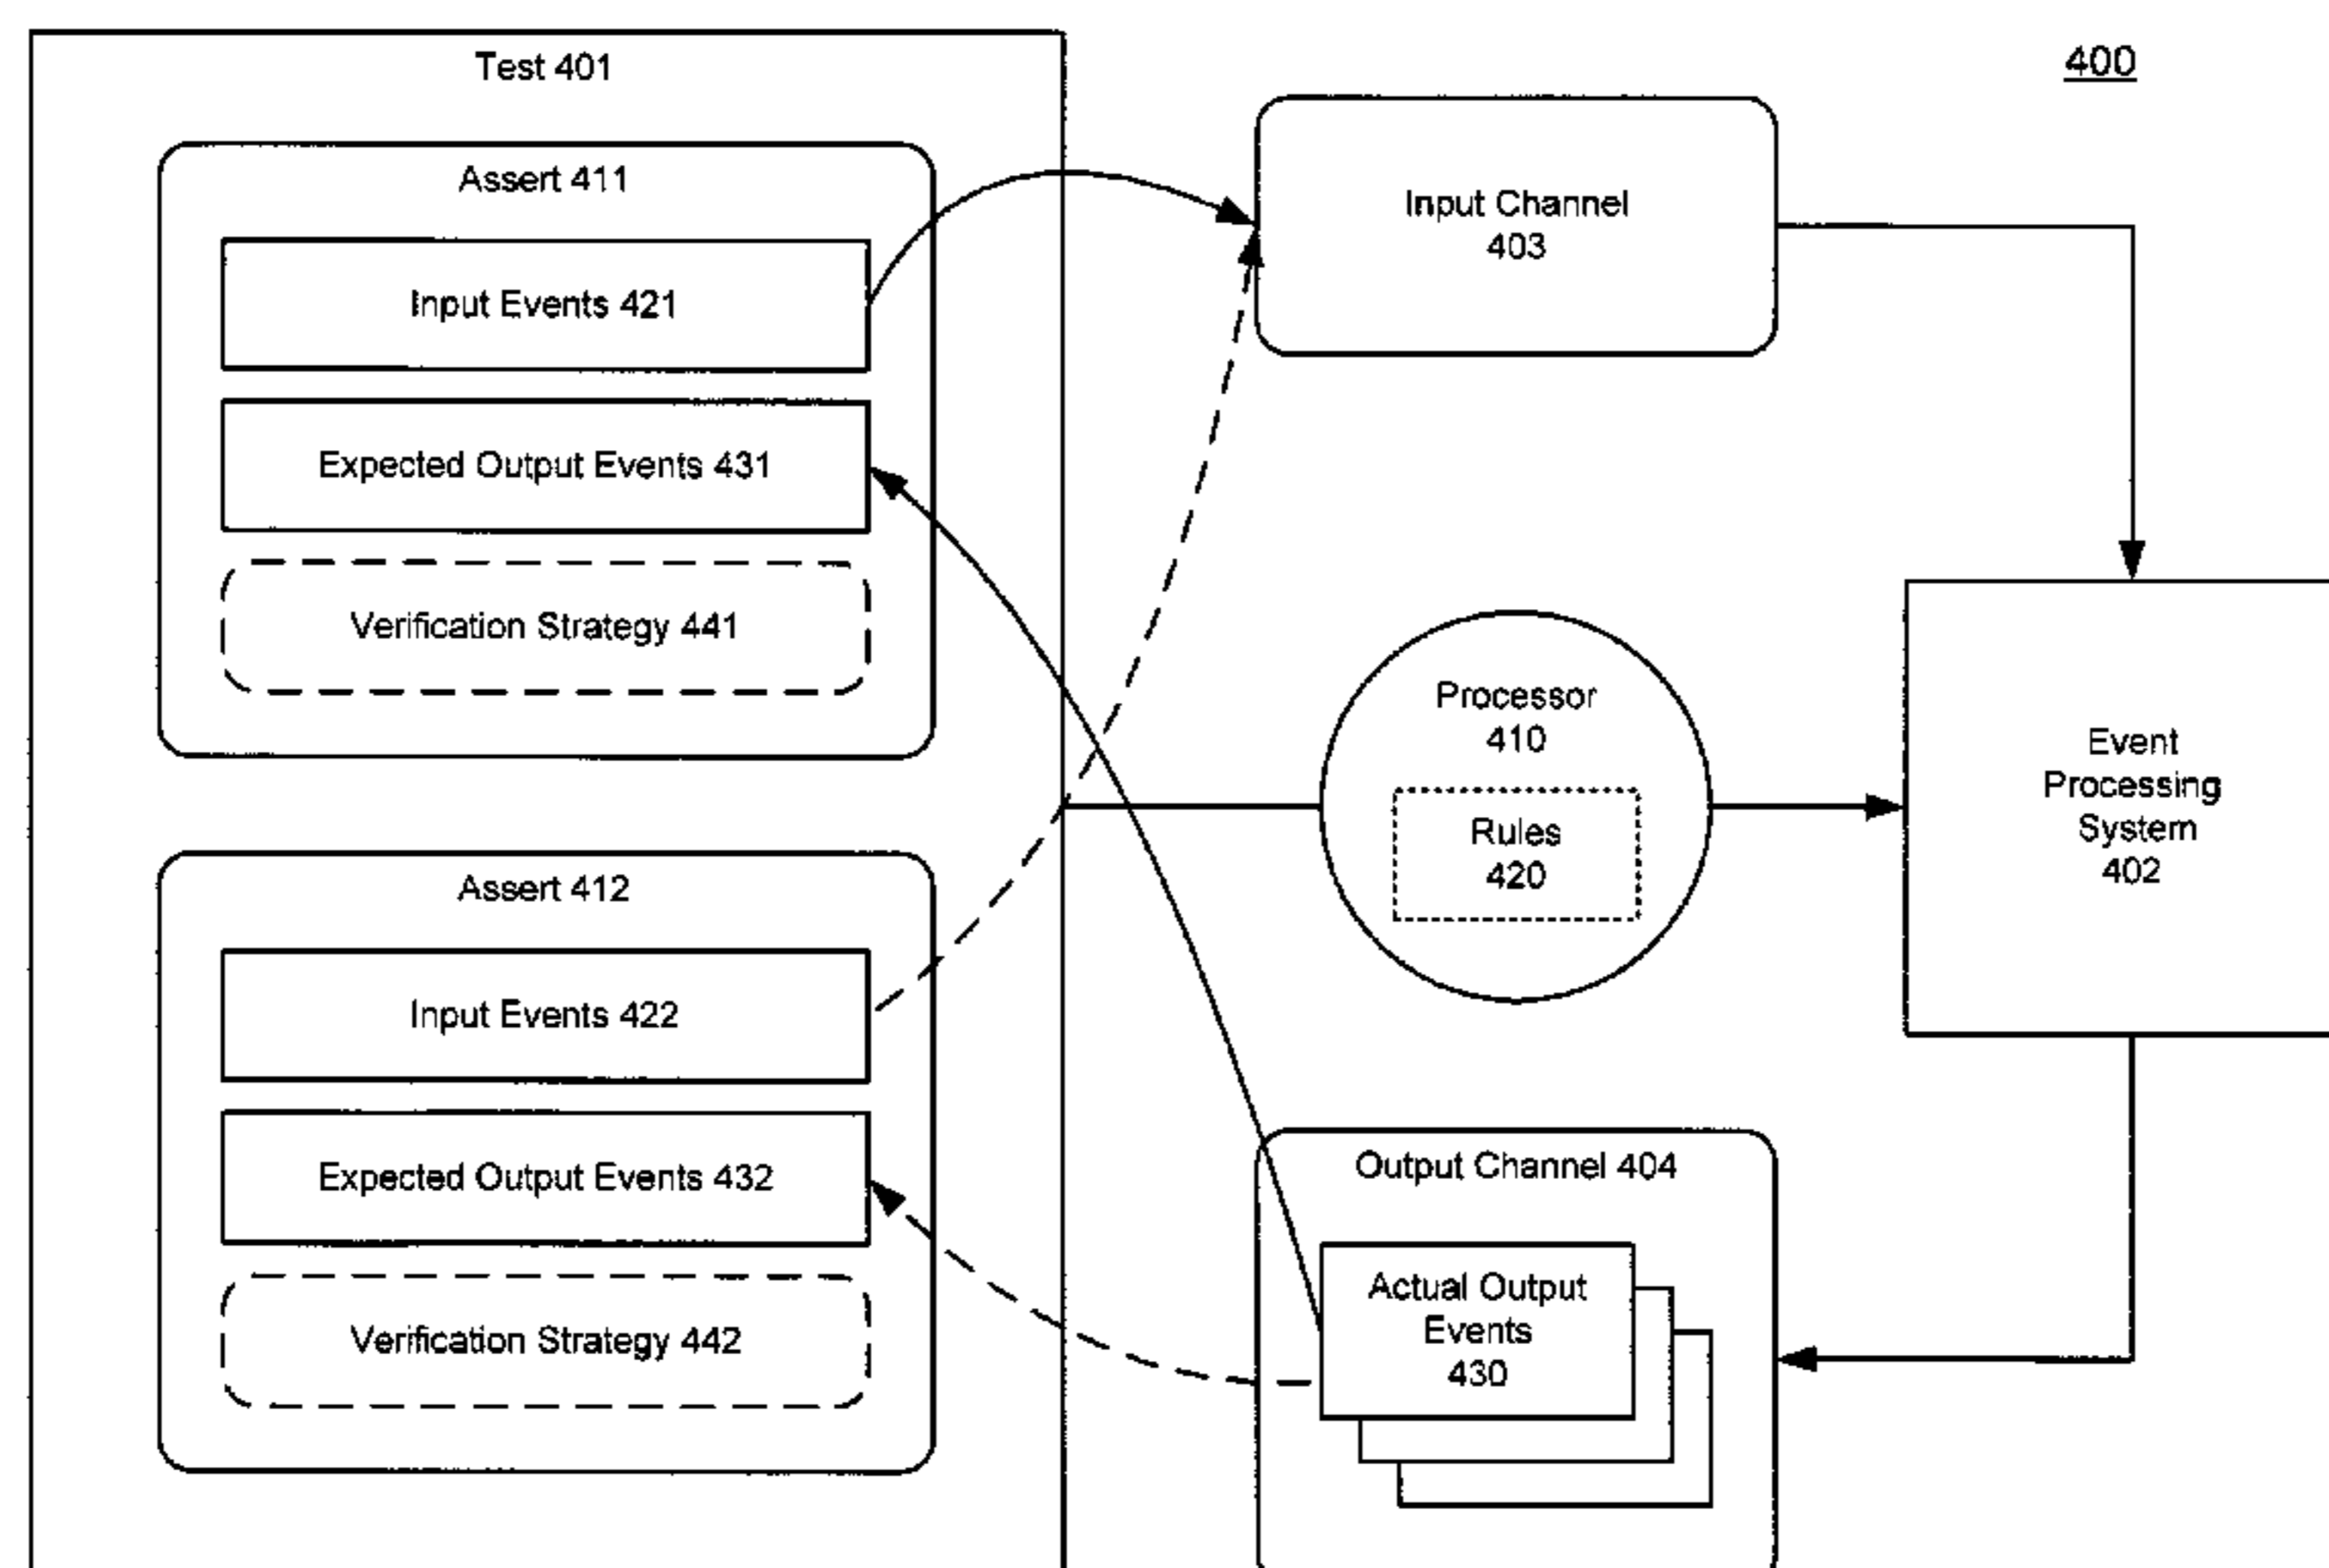 Test 401
400
Assert 411
Input Events 421
Expected Output Events 431
Verification Strategy 441
Input Channel
403
Processor
410
Rules
420
Event
Processing
System
402
Assert 412
Input Events 422
Expected Output Events 432
Verification Strategy 442
Output Channel 404
Actual Output
Events
430